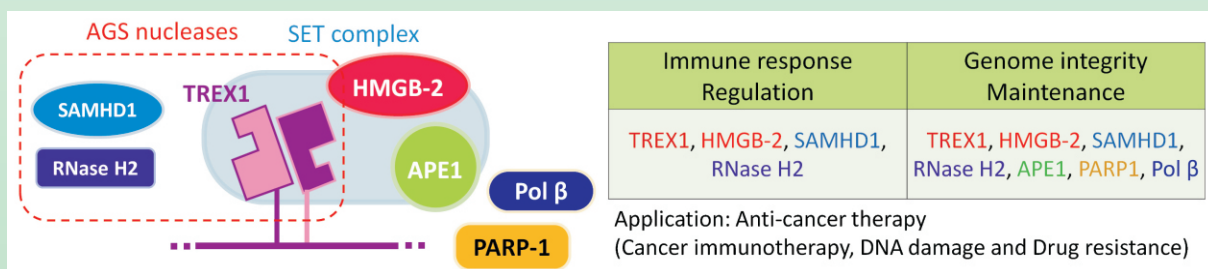 AGS nucleases
SET complex
SAMHD1
TREX1
HMGB-2
RNase H2
APE1
Pol β
PARP-1
Immune response
Regulation
Genome integrity
Maintenance
TREX1, HMGB-2, SAMHD1,
RNase H2
TREX1, HMGB-2, SAMHD1,
RNase H2, APE1, PARP1, Pol β
Application: Anti-cancer therapy
(Cancer immunotherapy, DNA damage and Drug resistance)